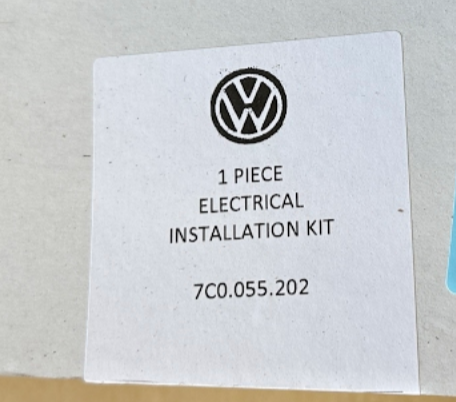 1 PIECE
ELECTRICAL
INSTALLATION KIT
7C0.055.202